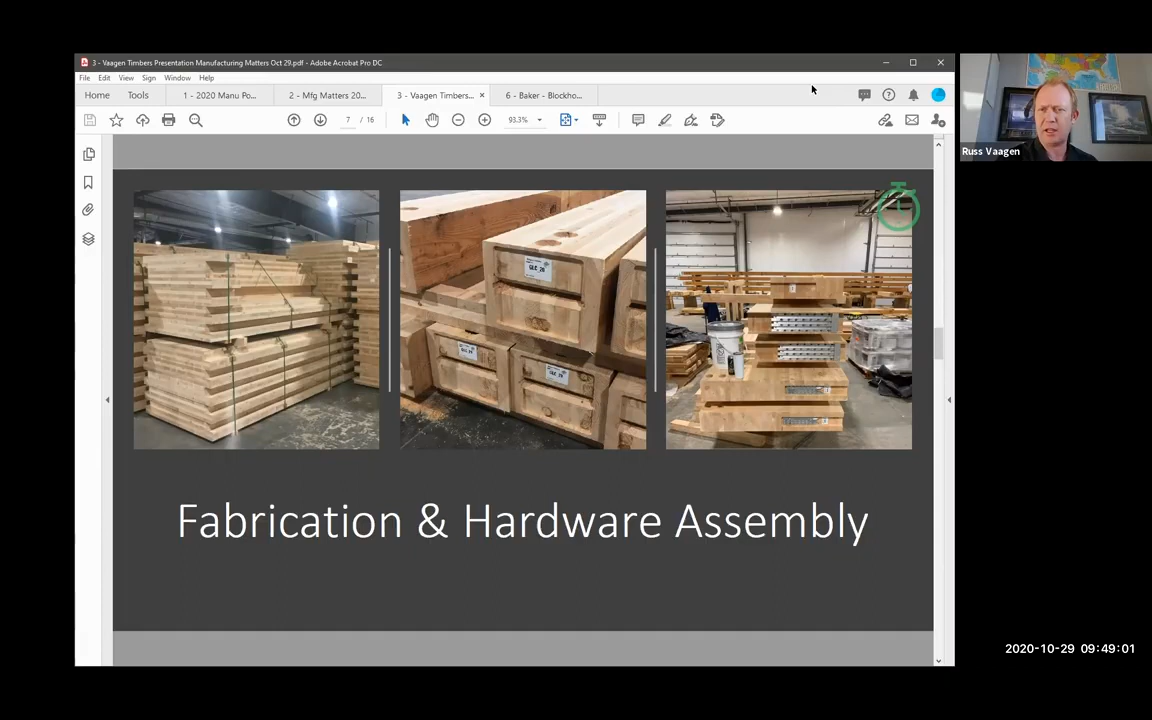 3 - Vaagen Timbers Presentation Manufacturing Matters Oct 29.pdf - Adobe Acrobat Pro DC
File Edit View Sign Window Help
Home Tools 1 - 2020 Manu Po... 2 - Mfg Matters 20... 3 - Vaagen Timbers... × 6 - Baker - Blockho...
7 / 16 93.3%
Russ Vaagen
Fabrication & Hardware Assembly
2020-10-29 09:49:01